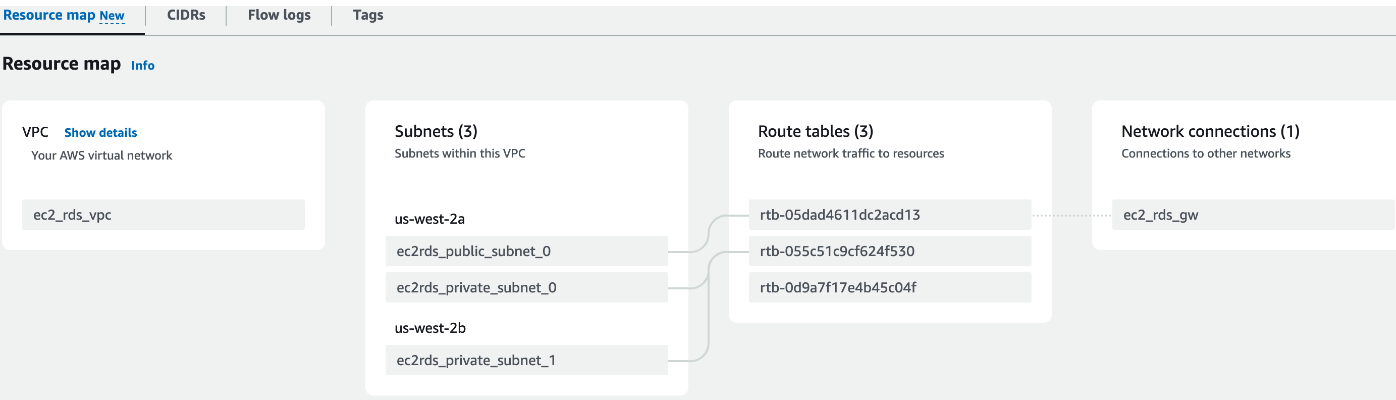 Resource map New
CIDRs
Flow logs
Tags
Resource map Info
VPC Show details
Your AWS virtual network
ec2_rds_vpc
Subnets (3)
Subnets within this VPC
us-west-2a
ec2rds_public_subnet_0
ec2rds_private_subnet_0
us-west-2b
ec2rds_private_subnet_1
Route tables (3)
Route network traffic to resources
rtb-05dad4611dc2acd13
rtb-055c51c9cf624f530
rtb-0d9a7f17e4b45c04f
Network connections (1)
Connections to other networks
ec2_rds_gw